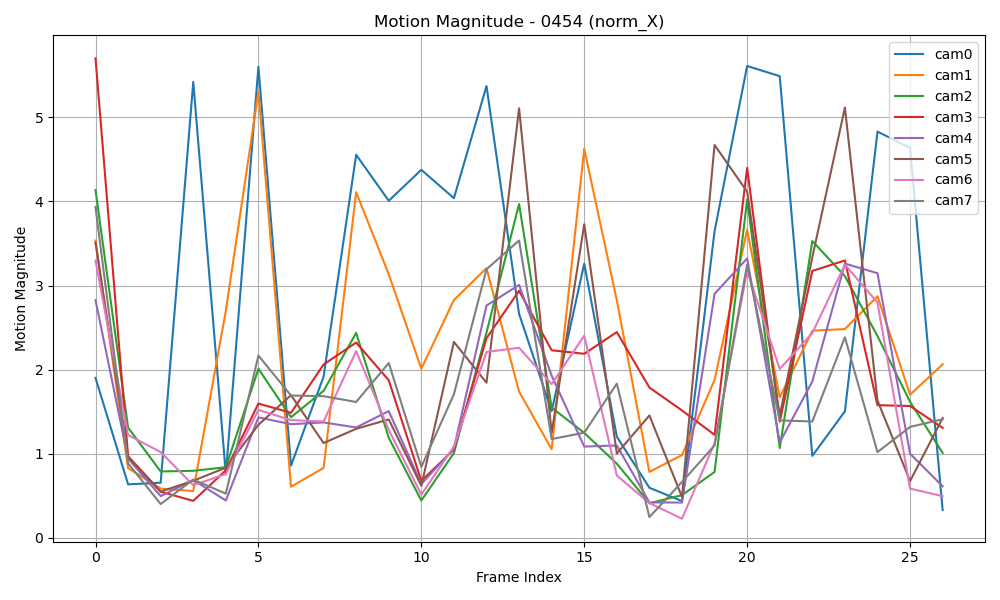 Motion Magnitude - 0454 (norm_X)
cam0
cam1
cam2
cam3
cam4
cam5
cam6
cam7
Motion Magnitude
5
4
3
2
1
0
0 5 10 15 20 25
Frame Index